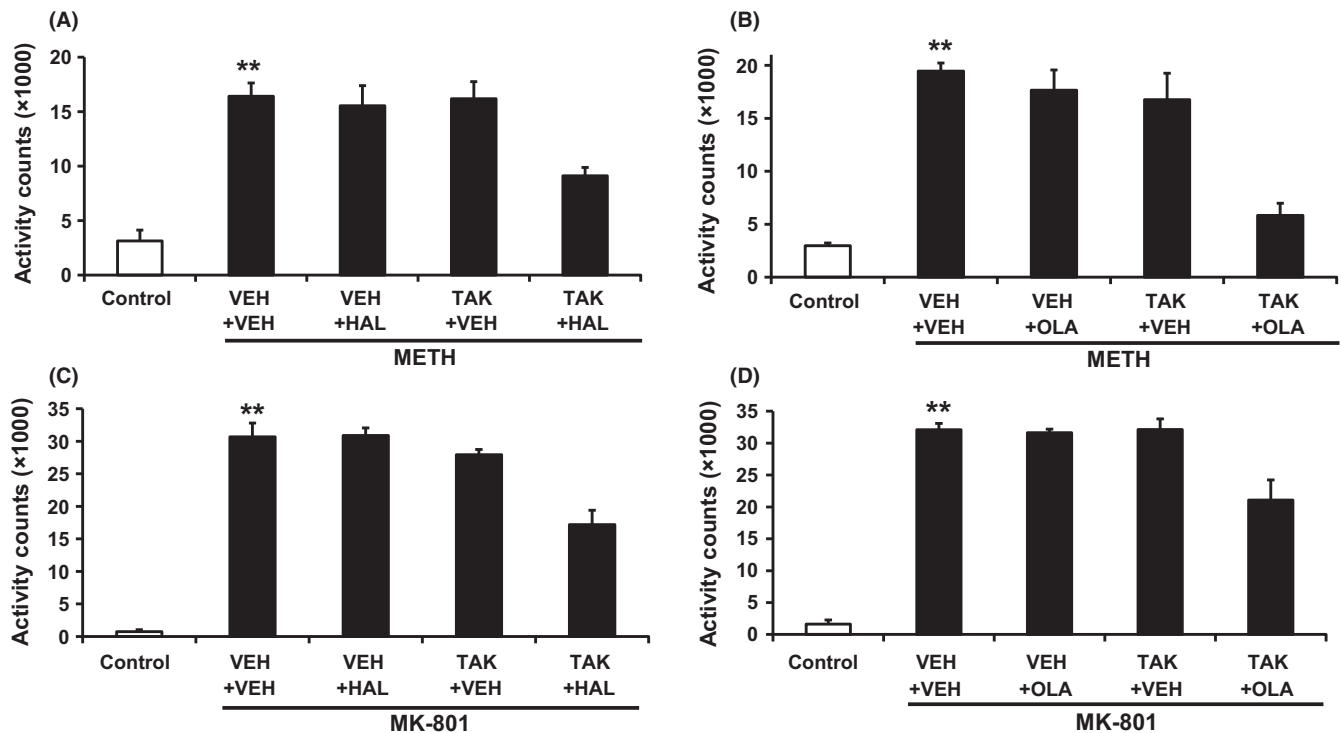 (A)
Activity counts (×1000)
20
15
10
5
0
**
Control VEH VEH TAK TAK
+VEH +HAL +VEH +HAL
METH
(B)
Activity counts (×1000)
20
15
10
5
0
**
Control VEH VEH TAK TAK
+VEH +OLA +VEH +OLA
METH
(C)
Activity counts (×1000)
35
30
25
20
15
10
5
0
**
Control VEH VEH TAK TAK
+VEH +HAL +VEH +HAL
MK-801
(D)
Activity counts (×1000)
35
30
25
20
15
10
5
0
**
Control VEH VEH TAK TAK
+VEH +OLA +VEH +OLA
MK-801